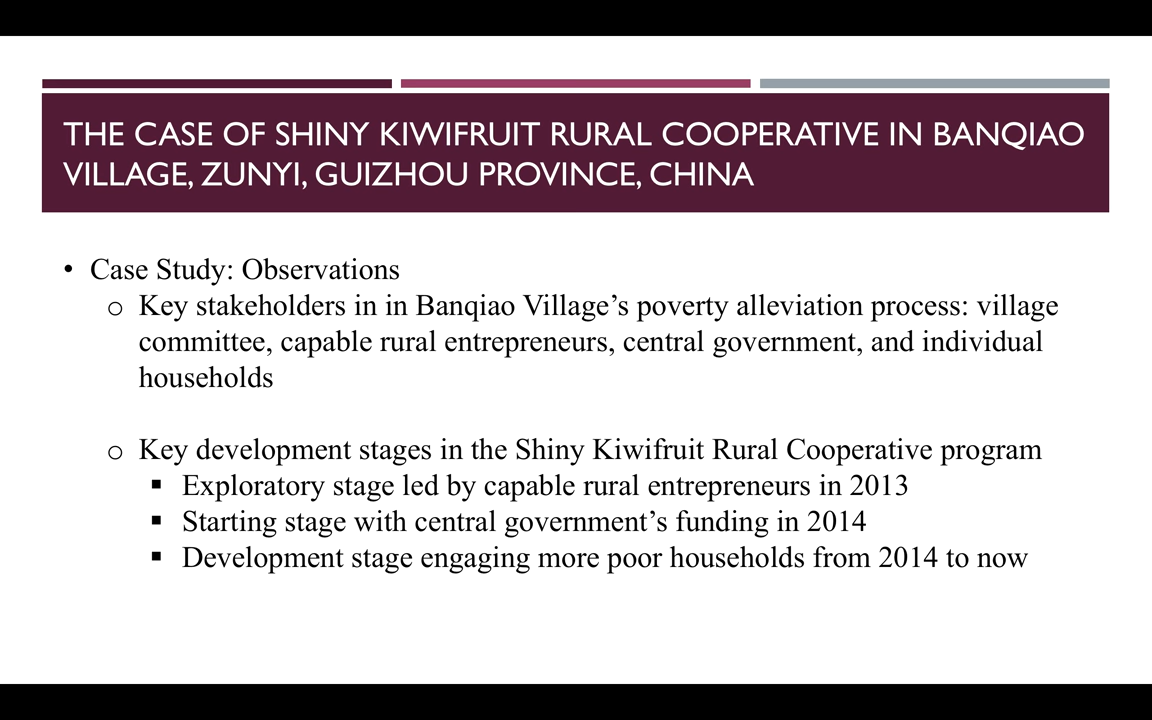 THE CASE OF SHINY KIWIFRUIT RURAL COOPERATIVE IN BANQIAO
VILLAGE, ZUNYI, GUIZHOU PROVINCE, CHINA
• Case Study: Observations
o Key stakeholders in in Banqiao Village’s poverty alleviation process: village
committee, capable rural entrepreneurs, central government, and individual
households
o Key development stages in the Shiny Kiwifruit Rural Cooperative program
▪ Exploratory stage led by capable rural entrepreneurs in 2013
▪ Starting stage with central government’s funding in 2014
▪ Development stage engaging more poor households from 2014 to now